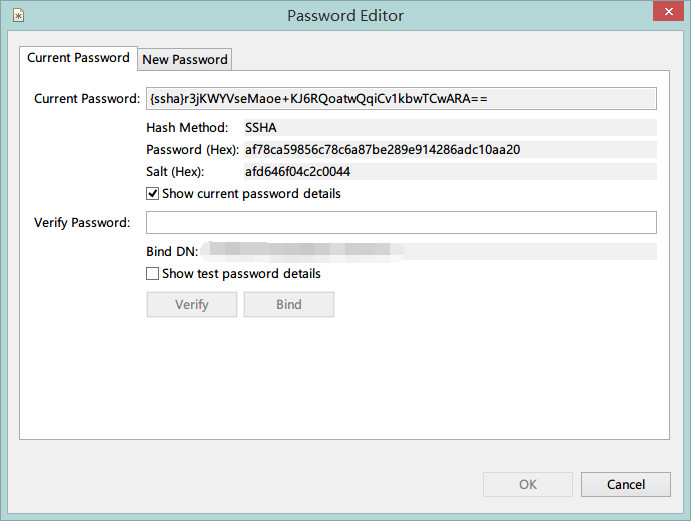 Password Editor
Current Password
New Password
Current Password: {ssha}r3jKWYVseMaoe+KJ6RQoatwQqiCv1kbwTCwARA==
Hash Method: SSHA
Password (Hex): af78ca59856c78c6a87be289e914286adc10aa20
Salt (Hex): afd646f04c2c0044
Show current password details
Verify Password:
Bind DN:
Show test password details
Verify
Bind
OK
Cancel